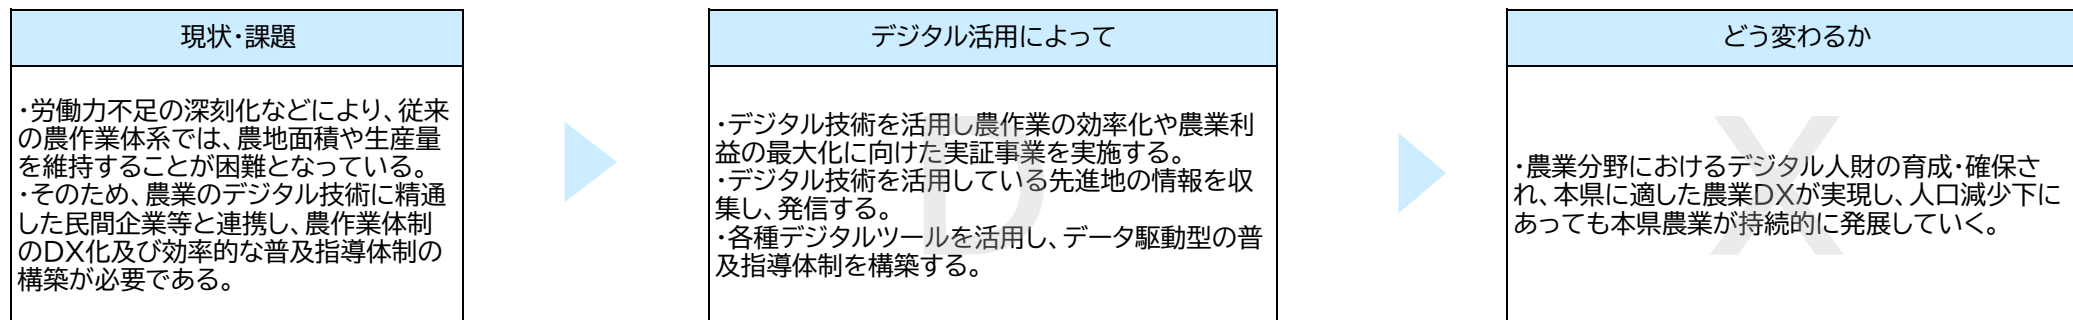 現状・課題
・労働力不足の深刻化などにより、従来
の農作業体系では、農地面積や生産量
を維持することが困難となっている。
・そのため、農業のデジタル技術に精通
した民間企業等と連携し、農作業体制
のDX化及び効率的な普及指導体制の
構築が必要である。
デジタル活用によって
・デジタル技術を活用し農作業の効率化や農業利
益の最大化に向けた実証事業を実施する。
・デジタル技術を活用している先進地の情報を収
集し、発信する。
・各種デジタルツールを活用し、データ駆動型の普
及指導体制を構築する。
D
どう変わるか
・農業分野におけるデジタル人財の育成・確保さ
れ、本県に適した農業DXが実現し、人口減少下に
あっても本県農業が持続的に発展していく。
X